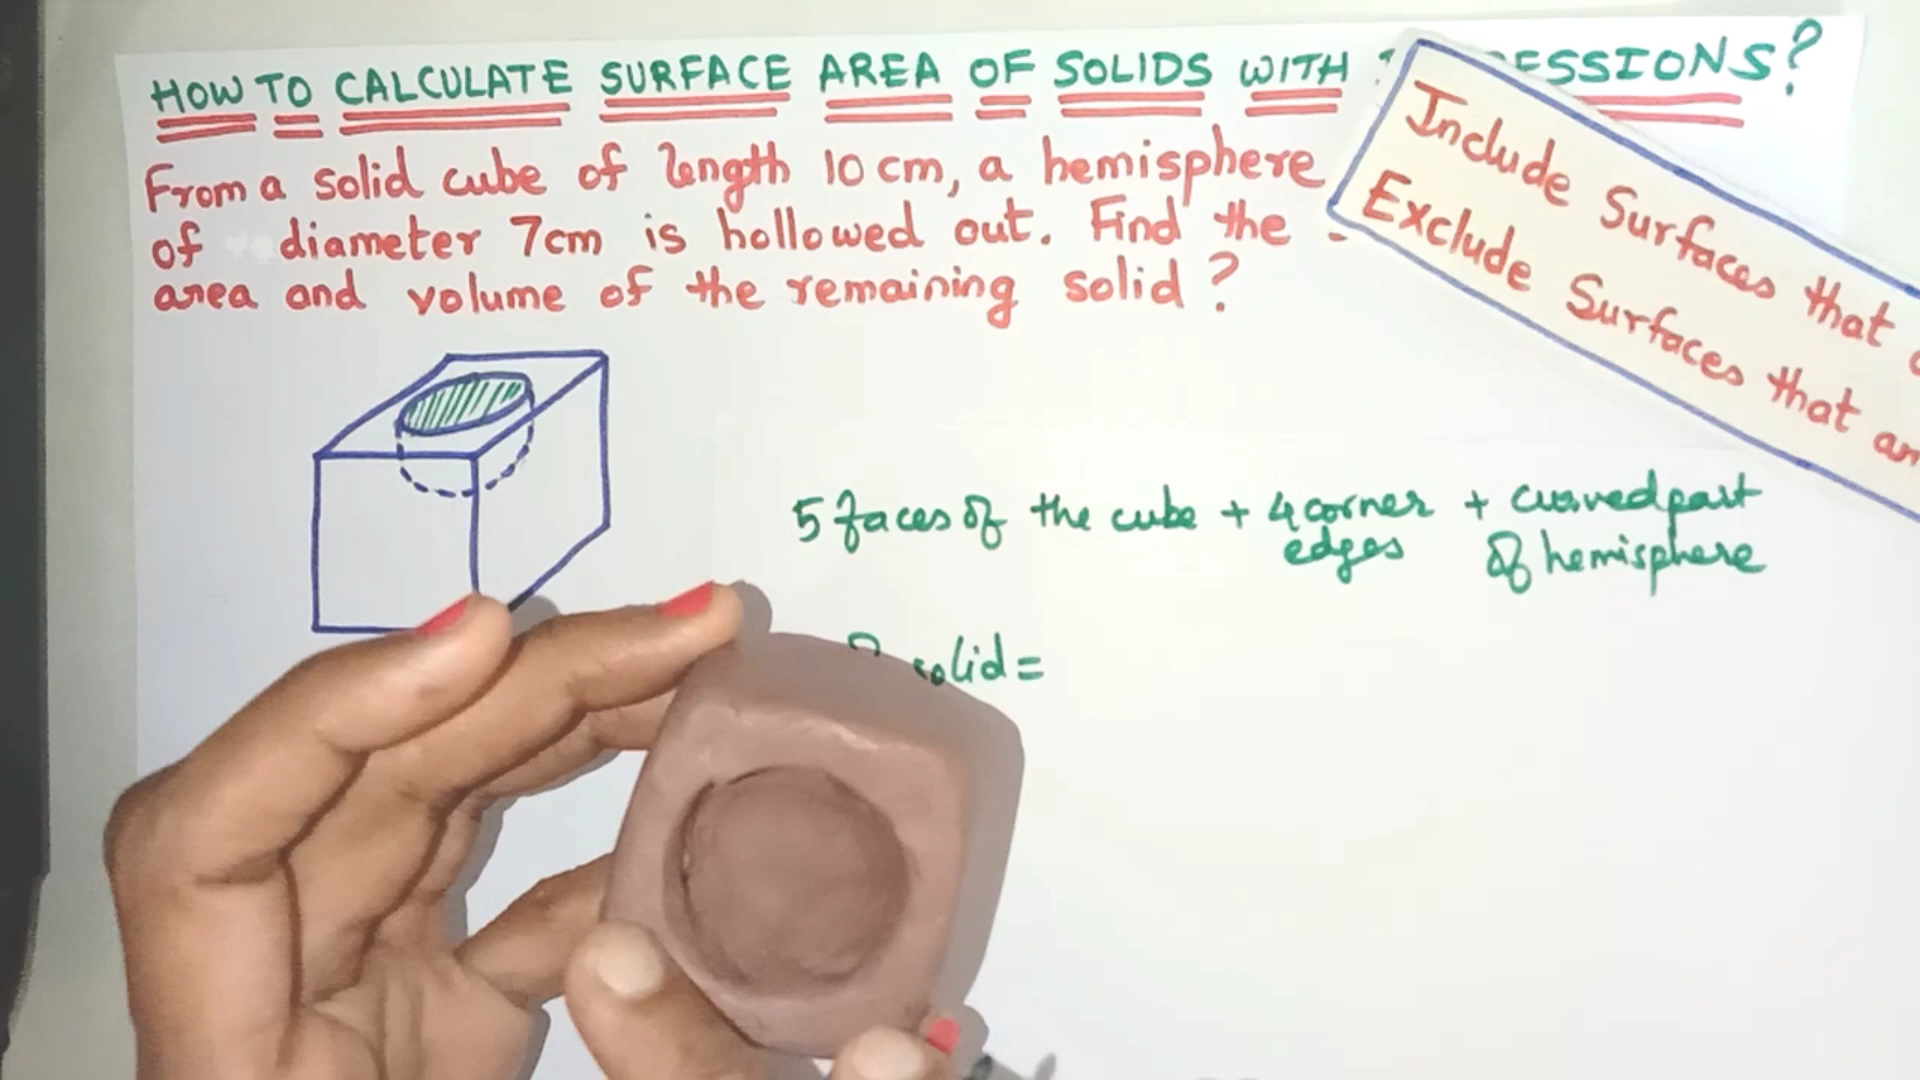 HOW TO CALCULATE SURFACE AREA OF SOLIDS WITH ESSIONS?
From a solid cube of length 10 cm, a hemisphere
of diameter 7cm is hollowed out. Find the
area and volume of the remaining solid?
Include Surfaces that
Exclude Surfaces that
5 faces of the cube + 4 corner + curved part
edges of hemisphere
solid =